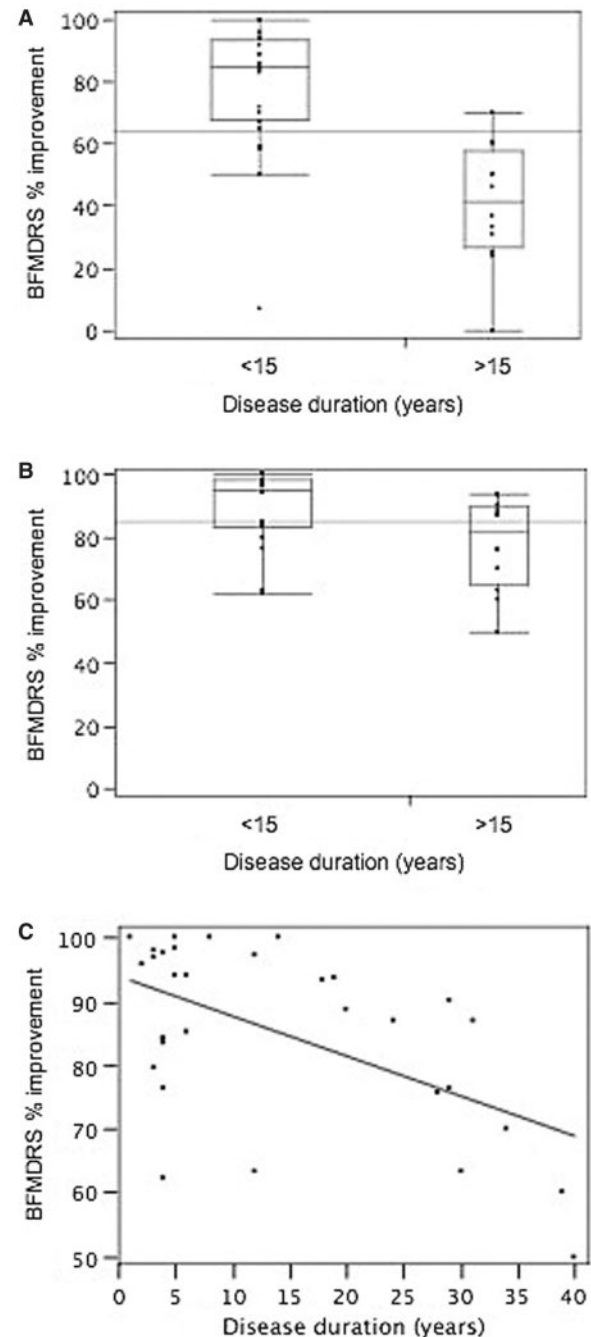 A
BFMDRS % improvement
100
80
60
40
20
0
<15 >15
Disease duration (years)
B
BFMDRS % improvement
100
80
60
40
20
0
<15 >15
Disease duration (years)
C
BFMDRS % improvement
100
90
80
70
60
50
0 5 10 15 20 25 30 35 40
Disease duration (years)